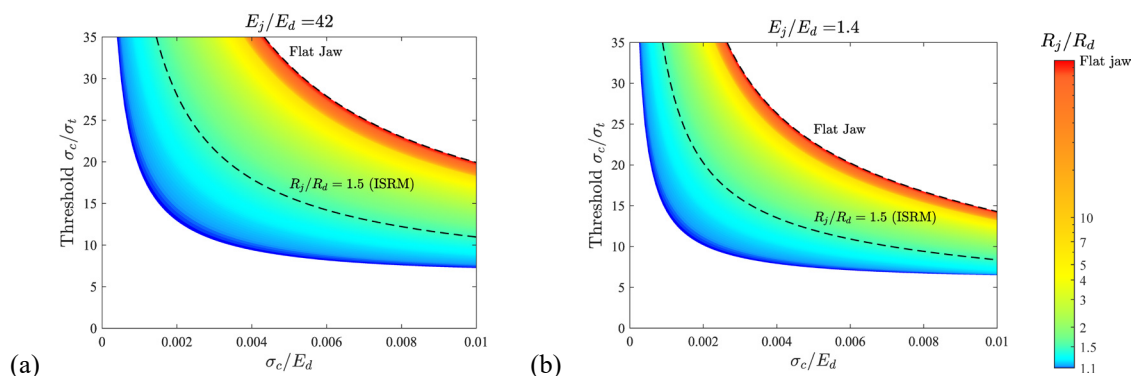 E_j/E_d = 42
35
30
25
20
15
10
5
0
Threshold σ_c/σ_t
Flat Jaw
R_j/R_d = 1.5 (ISRM)
0 0.002 0.004 0.006 0.008 0.01
σ_c/E_d
(a)
E_j/E_d = 1.4
35
30
25
20
15
10
5
0
Threshold σ_c/σ_t
Flat Jaw
R_j/R_d = 1.5 (ISRM)
0 0.002 0.004 0.006 0.008 0.01
σ_c/E_d
(b)
R_j/R_d
Flat jaw
10
5
4
3
2
1.5
1.1